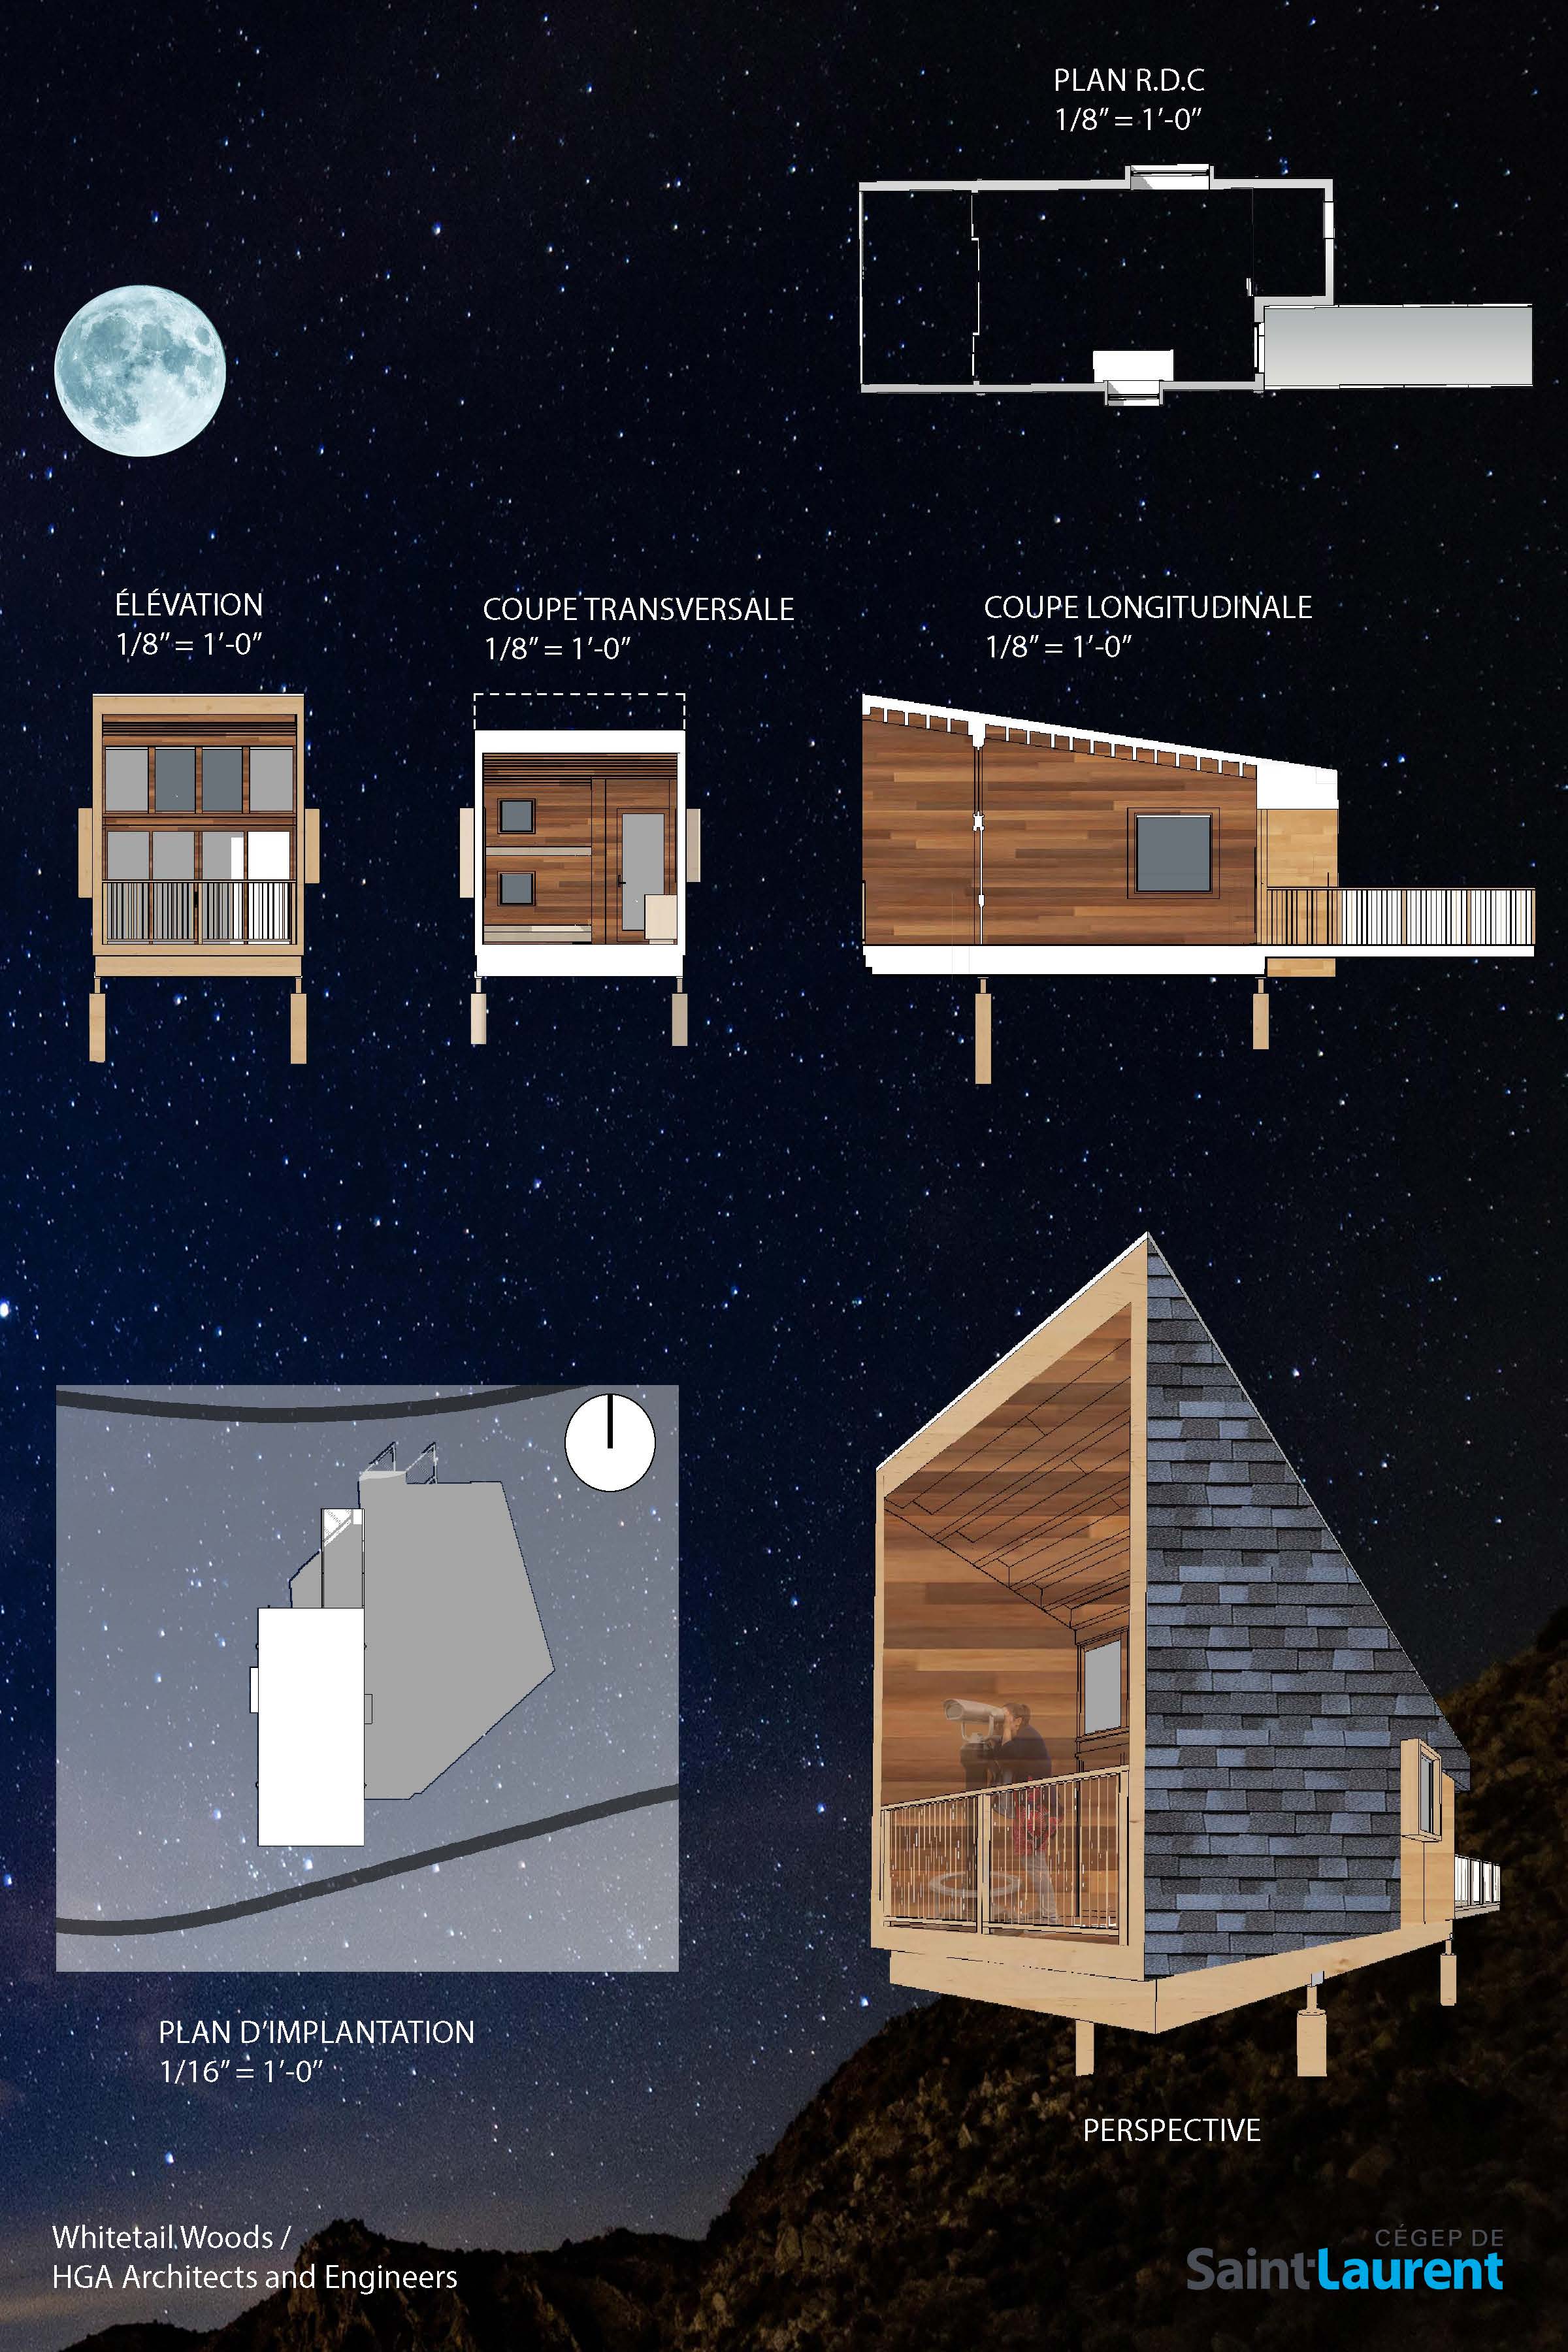 PLAN R.D.C
1/8” = 1’-0”
ÉLÉVATION
1/8” = 1’-0”
COUPE TRANSVERSALE
1/8” = 1’-0”
COUPE LONGITUDINALE
1/8” = 1’-0”
PLAN D’IMPLANTATION
1/16” = 1’-0”
PERSPECTIVE
Whitetail Woods /
HGA Architects and Engineers
CÉGEP DE
Saint-Laurent